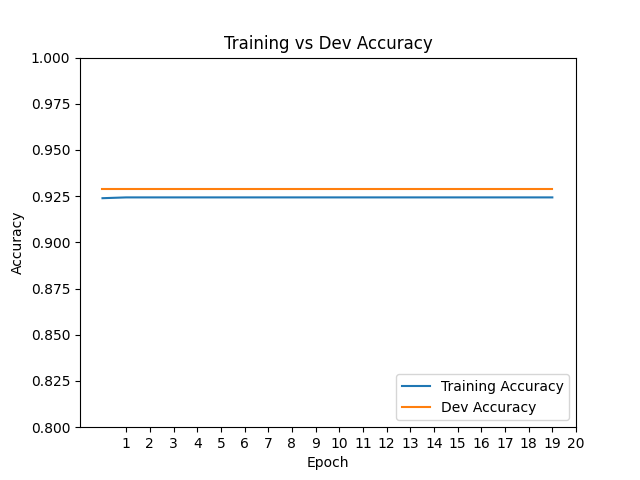 Training vs Dev Accuracy
1.000
0.975
0.950
0.925
0.900
0.875
0.850
0.825
0.800
Accuracy
Training Accuracy
Dev Accuracy
1 2 3 4 5 6 7 8 9 10 11 12 13 14 15 16 17 18 19 20
Epoch